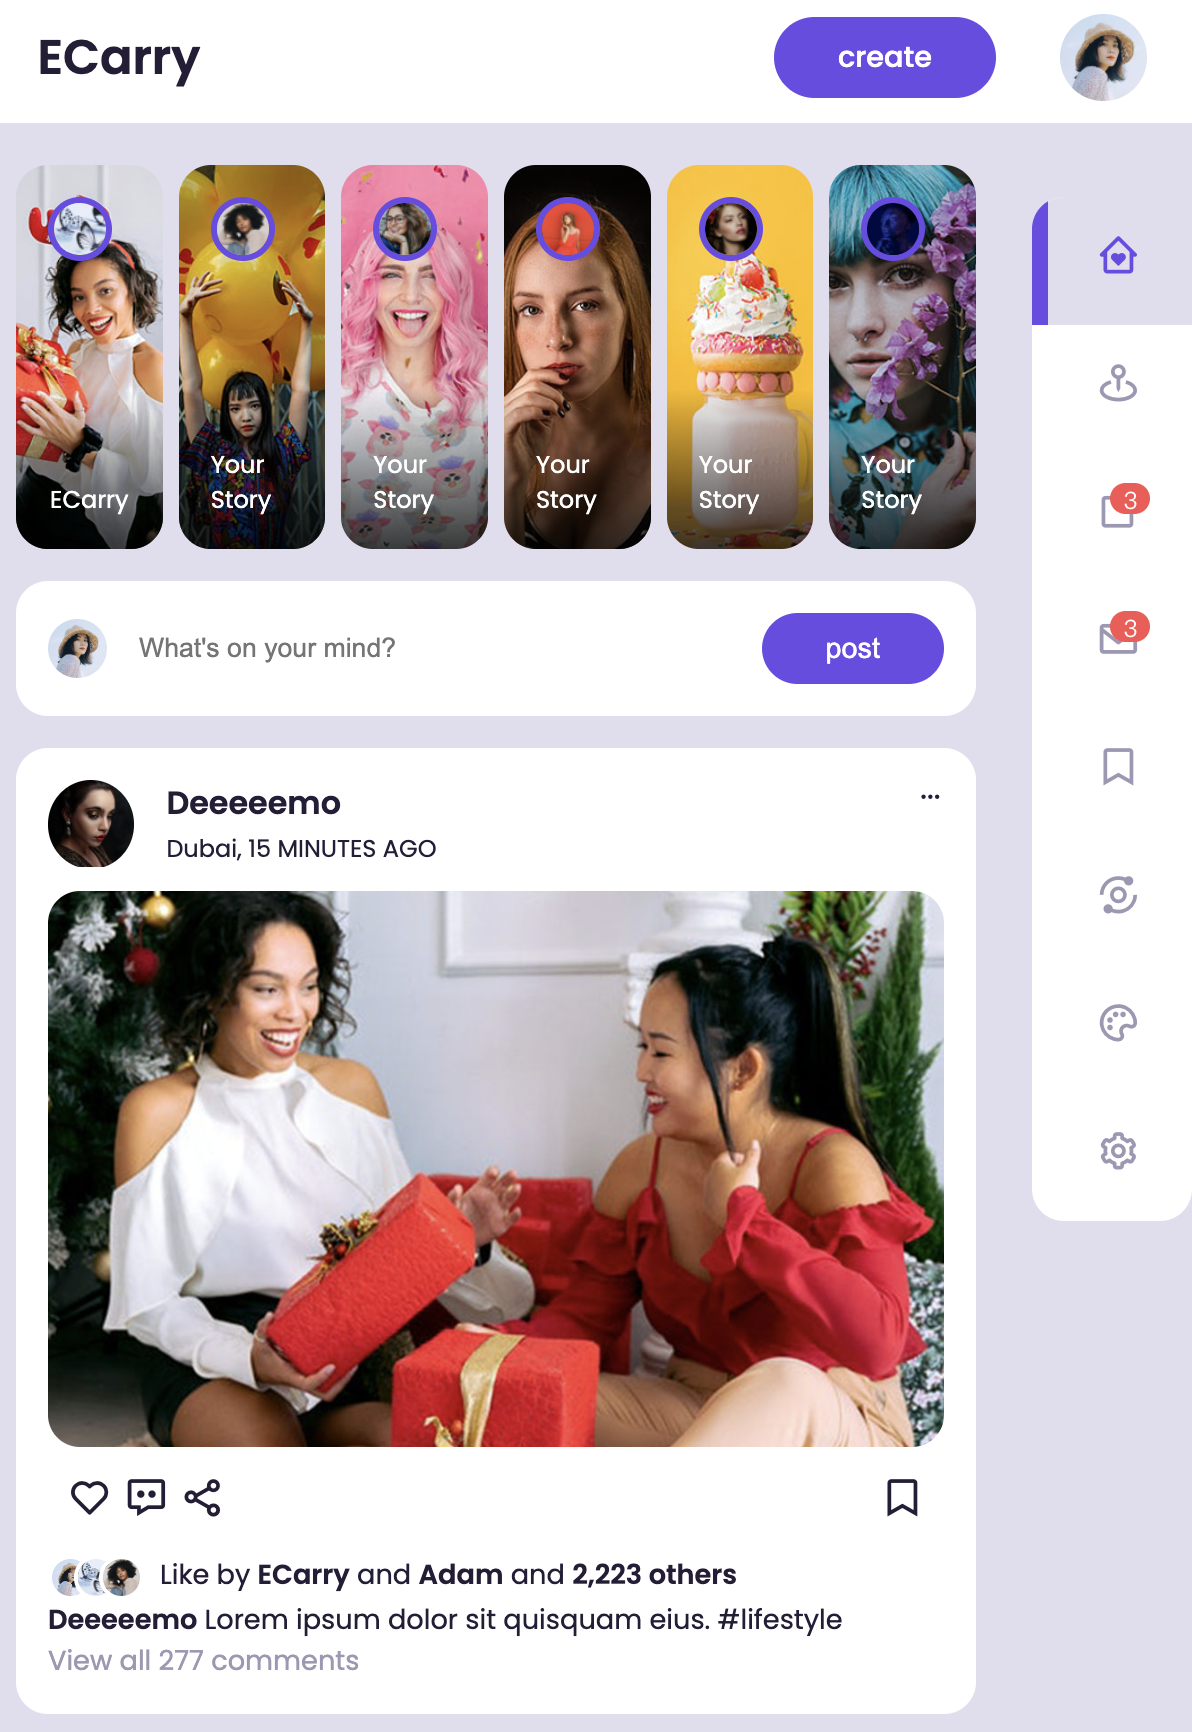 ECarry
create
ECarry
Your
Story
Your
Story
Your
Story
Your
Story
Your
Story
3
3
What's on your mind?
post
Deeeeemo
...
Dubai, 15 MINUTES AGO
Like by ECarry and Adam and 2,223 others
Deeeeemo Lorem ipsum dolor sit quisquam eius. #lifestyle
View all 277 comments